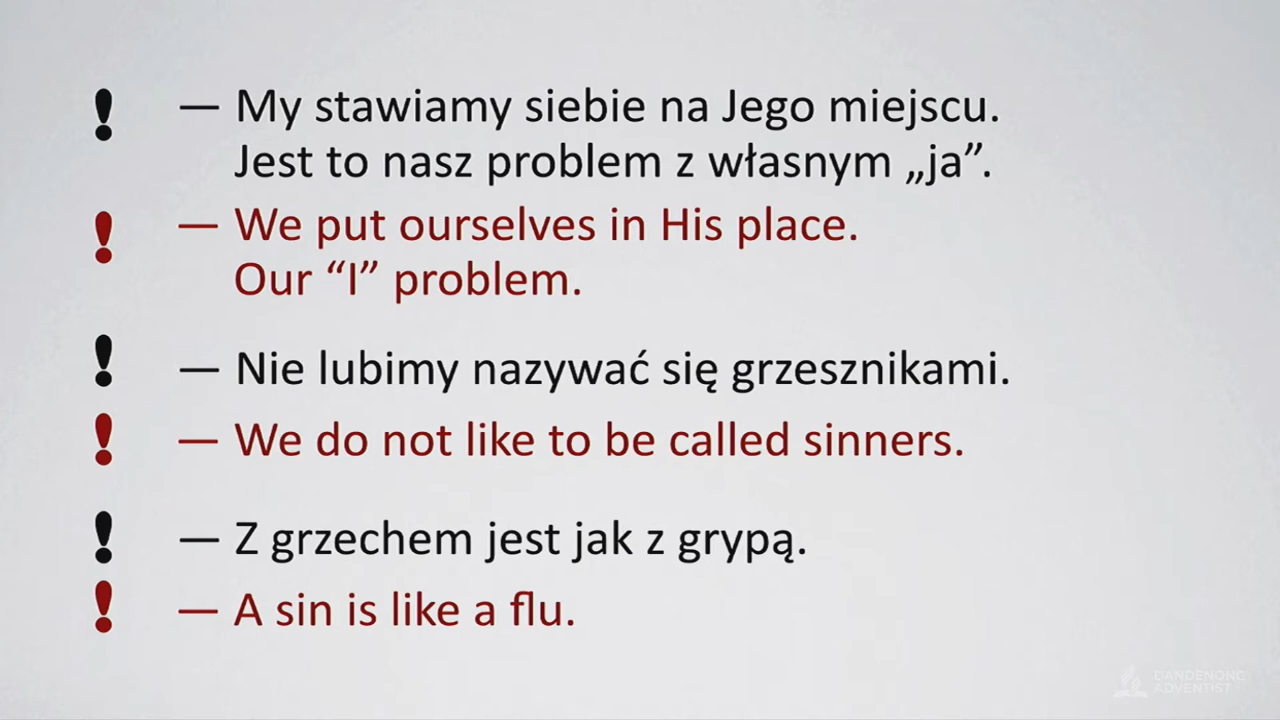 ! — My stawiamy siebie na Jego miejscu.
Jest to nasz problem z własnym „ja”.
! — We put ourselves in His place.
Our “I” problem.
! — Nie lubimy nazywać się grzesznikami.
! — We do not like to be called sinners.
! — Z grzechem jest jak z grypą.
! — A sin is like a flu.
DANDENONG
ADVENTIST